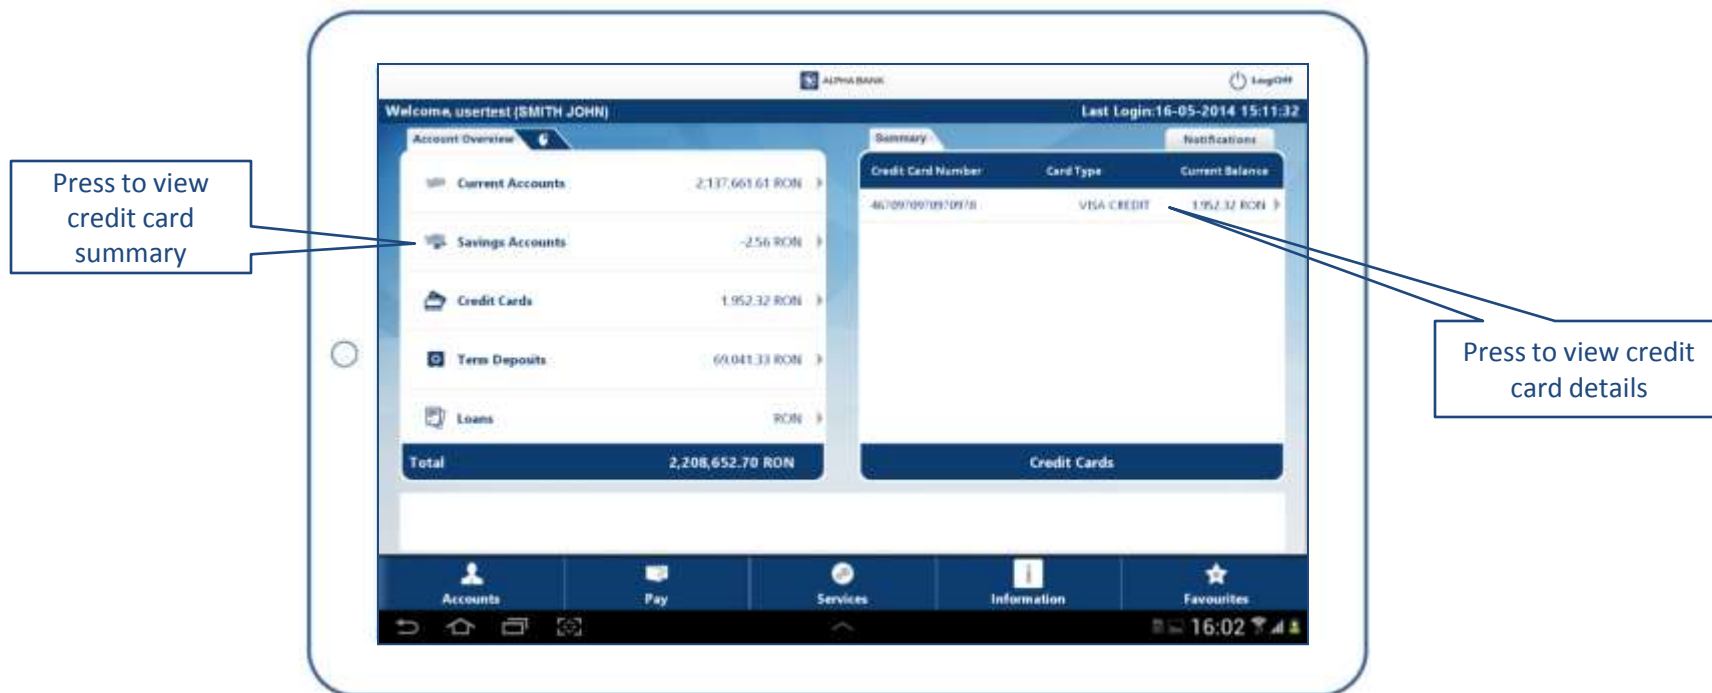 ALPHA BANK
LogOff
Welcome, usertest (SMITH JOHN)
Last Login:16-05-2014 15:11:32
Account Overview
Summary
Notifications
Press to view
credit card
summary
Current Accounts 2,137,661.61 RON
Savings Accounts -2.56 RON
Credit Cards 1,952.32 RON
Term Deposits 69,041.33 RON
Loans RON
Total 2,208,652.70 RON
Credit Card Number Card Type Current Balance
4670970970970978 VISA CREDIT 1,952.32 RON
Credit Cards
Press to view credit
card details
Accounts
Pay
Services
Information
Favourites
16:02